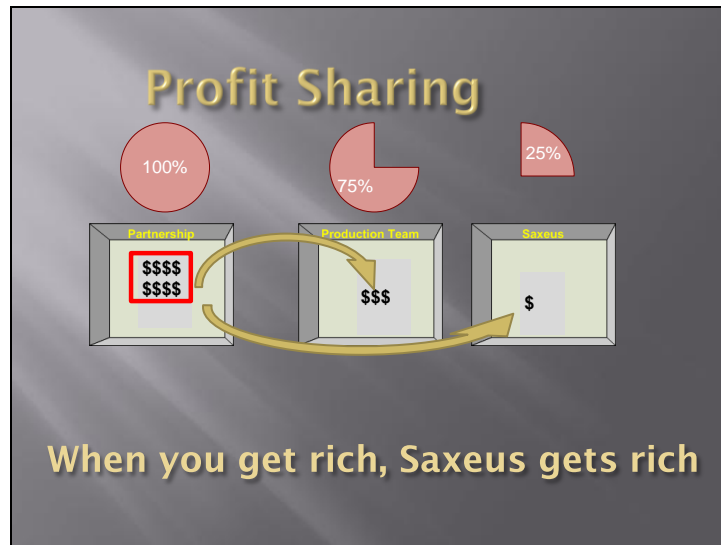 Profit Sharing
100%
75%
25%
Partnership
Production Team
Saxeus
$$$$
$$$$
$$$
$
When you get rich, Saxeus gets rich